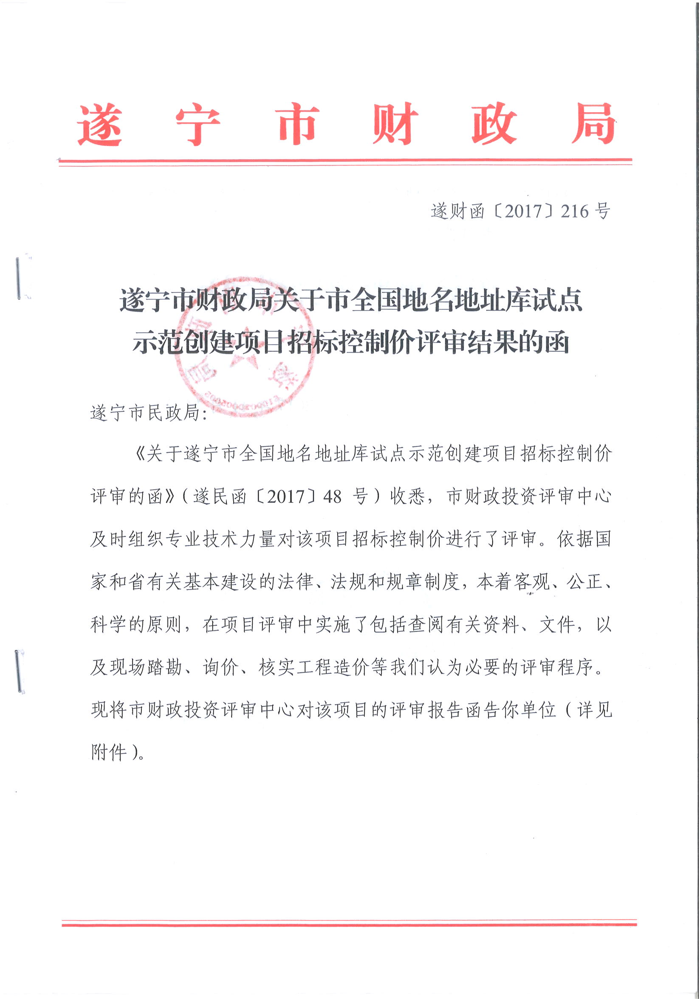 遂宁市财政局
遂财函〔2017〕216号
遂宁市财政局关于市全国地名地址库试点
示范创建项目招标控制价评审结果的函
遂宁市民政局：
《关于遂宁市全国地名地址库试点示范创建项目招标控制价
评审的函》（遂民函〔2017〕48 号）收悉，市财政投资评审中心
及时组织专业技术力量对该项目招标控制价进行了评审。依据国
家和省有关基本建设的法律、法规和规章制度，本着客观、公正、
科学的原则，在项目评审中实施了包括查阅有关资料、文件，以
及现场踏勘、询价、核实工程造价等我们认为必要的评审程序。
现将市财政投资评审中心对该项目的评审报告函告你单位（详见
附件）。